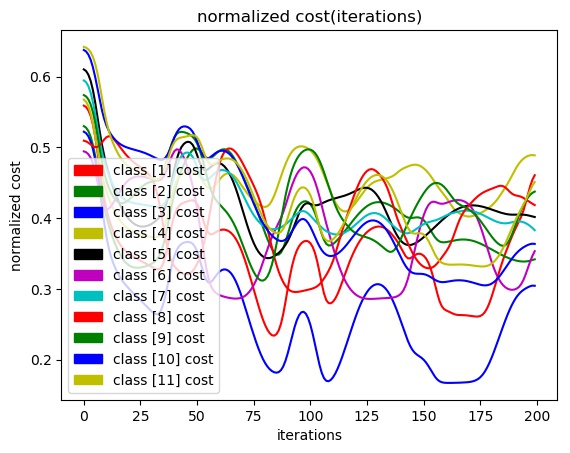 normalized cost(iterations)
normalized cost
0.6
0.5
0.4
0.3
0.2
class [1] cost
class [2] cost
class [3] cost
class [4] cost
class [5] cost
class [6] cost
class [7] cost
class [8] cost
class [9] cost
class [10] cost
class [11] cost
0 25 50 75 100 125 150 175 200
iterations